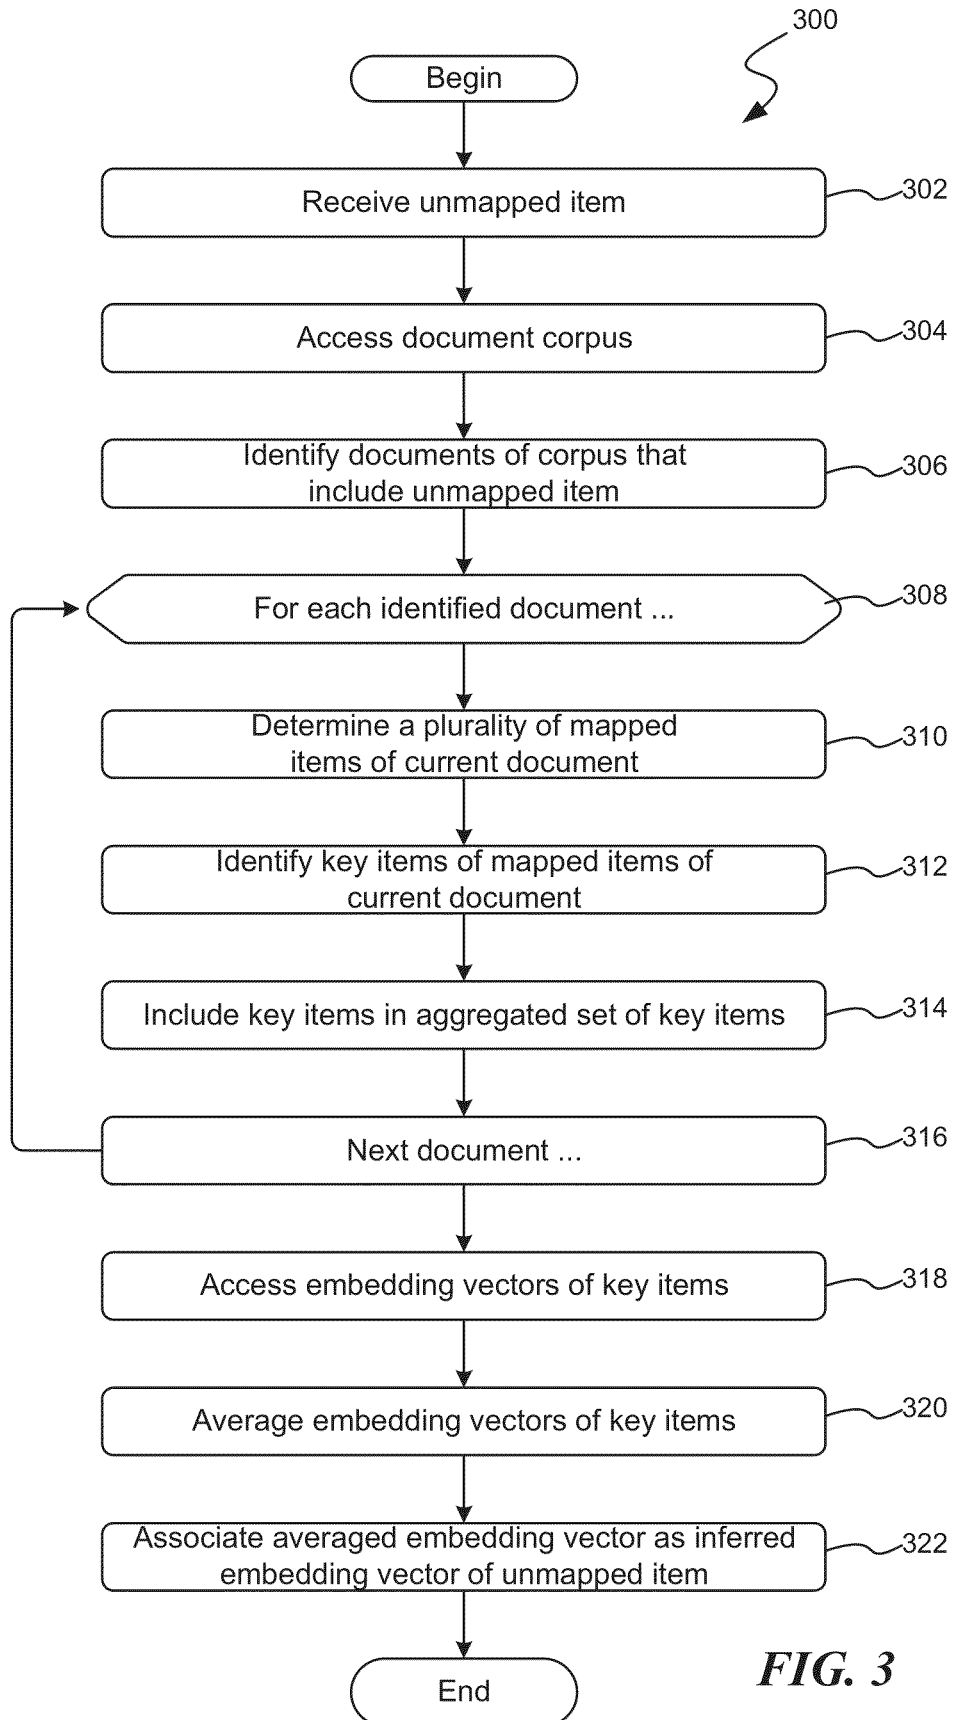 300
Begin
Receive unmapped item
302
Access document corpus
304
Identify documents of corpus that
include unmapped item
306
For each identified document ...
308
Determine a plurality of mapped
items of current document
310
Identify key items of mapped items of
current document
312
Include key items in aggregated set of key items
314
Next document ...
316
Access embedding vectors of key items
318
Average embedding vectors of key items
320
Associate averaged embedding vector as inferred
embedding vector of unmapped item
322
End
FIG. 3